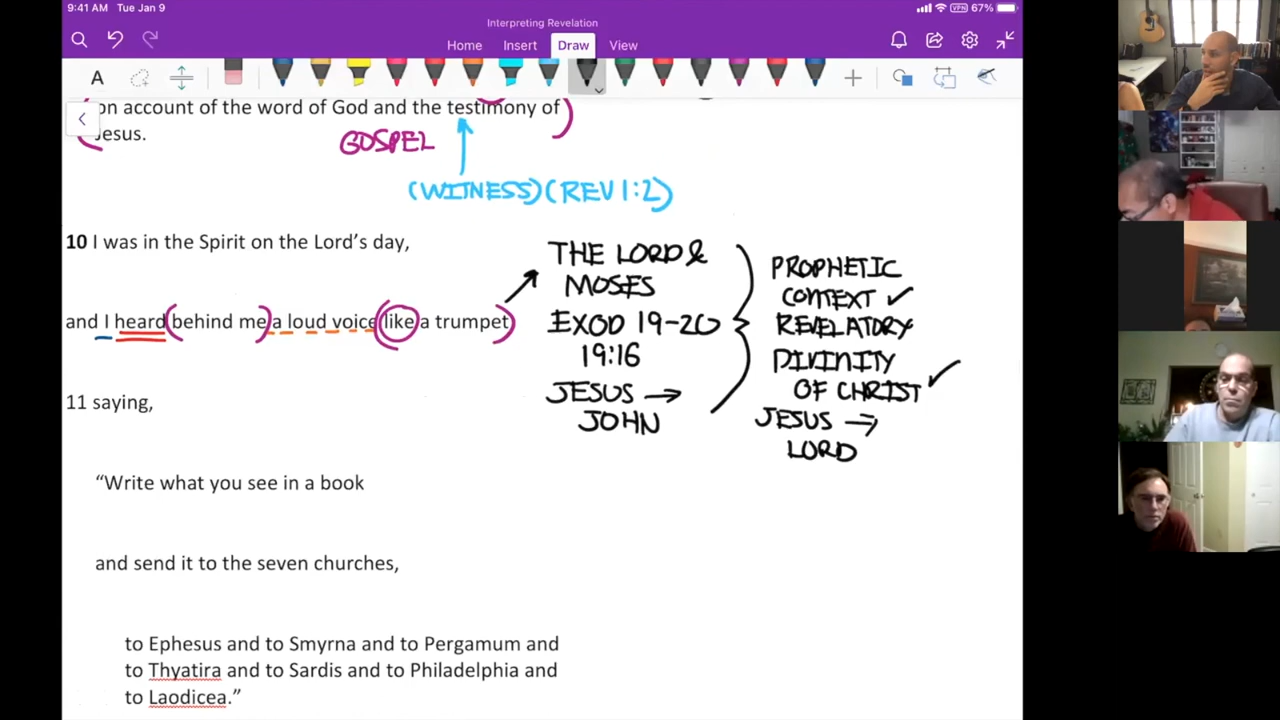 9:41 AM Tue Jan 9
VPN 67%
Interpreting Revelation
Home Insert Draw View
A
on account of the word of God and the testimony of
Jesus.
GOSPEL
(WITNESS)(REV 1:2)
10 I was in the Spirit on the Lord's day,
and I heard (behind me) a loud voice (like a trumpet)
THE LORD &
MOSES
EXOD 19-20
19:16
JESUS →
JOHN
PROPHETIC
CONTEXT ✓
REVELATORY
DIVINITY
OF CHRIST ✓
JESUS →
LORD
11 saying,
"Write what you see in a book
and send it to the seven churches,
to Ephesus and to Smyrna and to Pergamum and
to Thyatira and to Sardis and to Philadelphia and
to Laodicea."